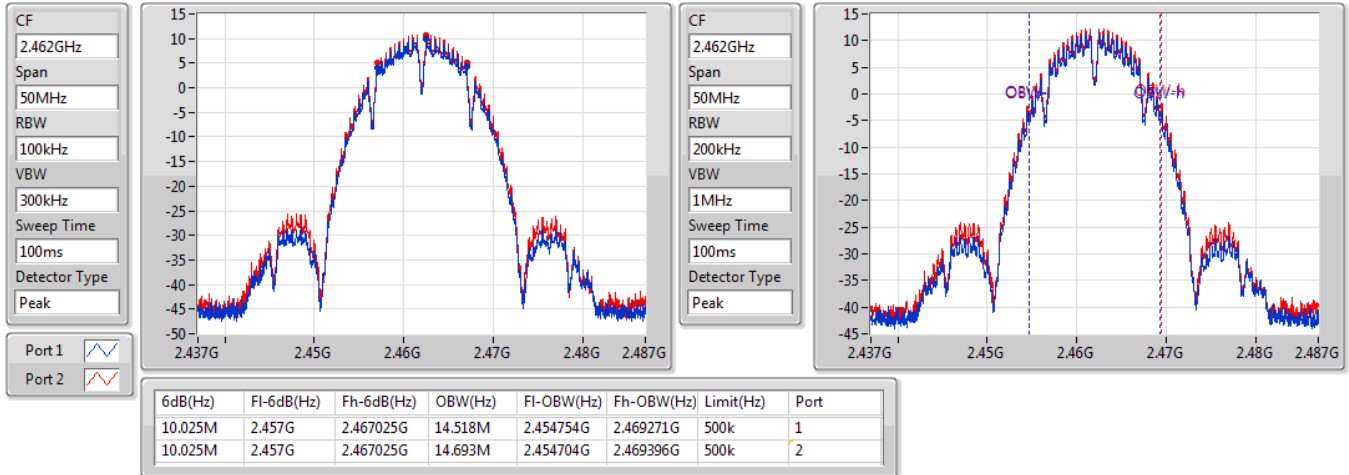 CF
2.462GHz
Span
50MHz
RBW
100kHz
VBW
300kHz
Sweep Time
100ms
Detector Type
Peak
Port 1
Port 2
15
10
5
0
-5
-10
-15
-20
-25
-30
-35
-40
-45
-50
2.437G 2.45G 2.46G 2.47G 2.48G 2.487G
CF
2.462GHz
Span
50MHz
RBW
200kHz
VBW
1MHz
Sweep Time
100ms
Detector Type
Peak
15
10
5
0
-5
-10
-15
-20
-25
-30
-35
-40
-45
OBW-h
2.437G 2.45G 2.46G 2.47G 2.48G 2.487G
6dB(Hz) Fl-6dB(Hz) Fh-6dB(Hz) OBW(Hz) Fl-OBW(Hz) Fh-OBW(Hz) Limit(Hz) Port
10.025M 2.457G 2.467025G 14.518M 2.454754G 2.469271G 500k 1
10.025M 2.457G 2.467025G 14.693M 2.454704G 2.469396G 500k 2